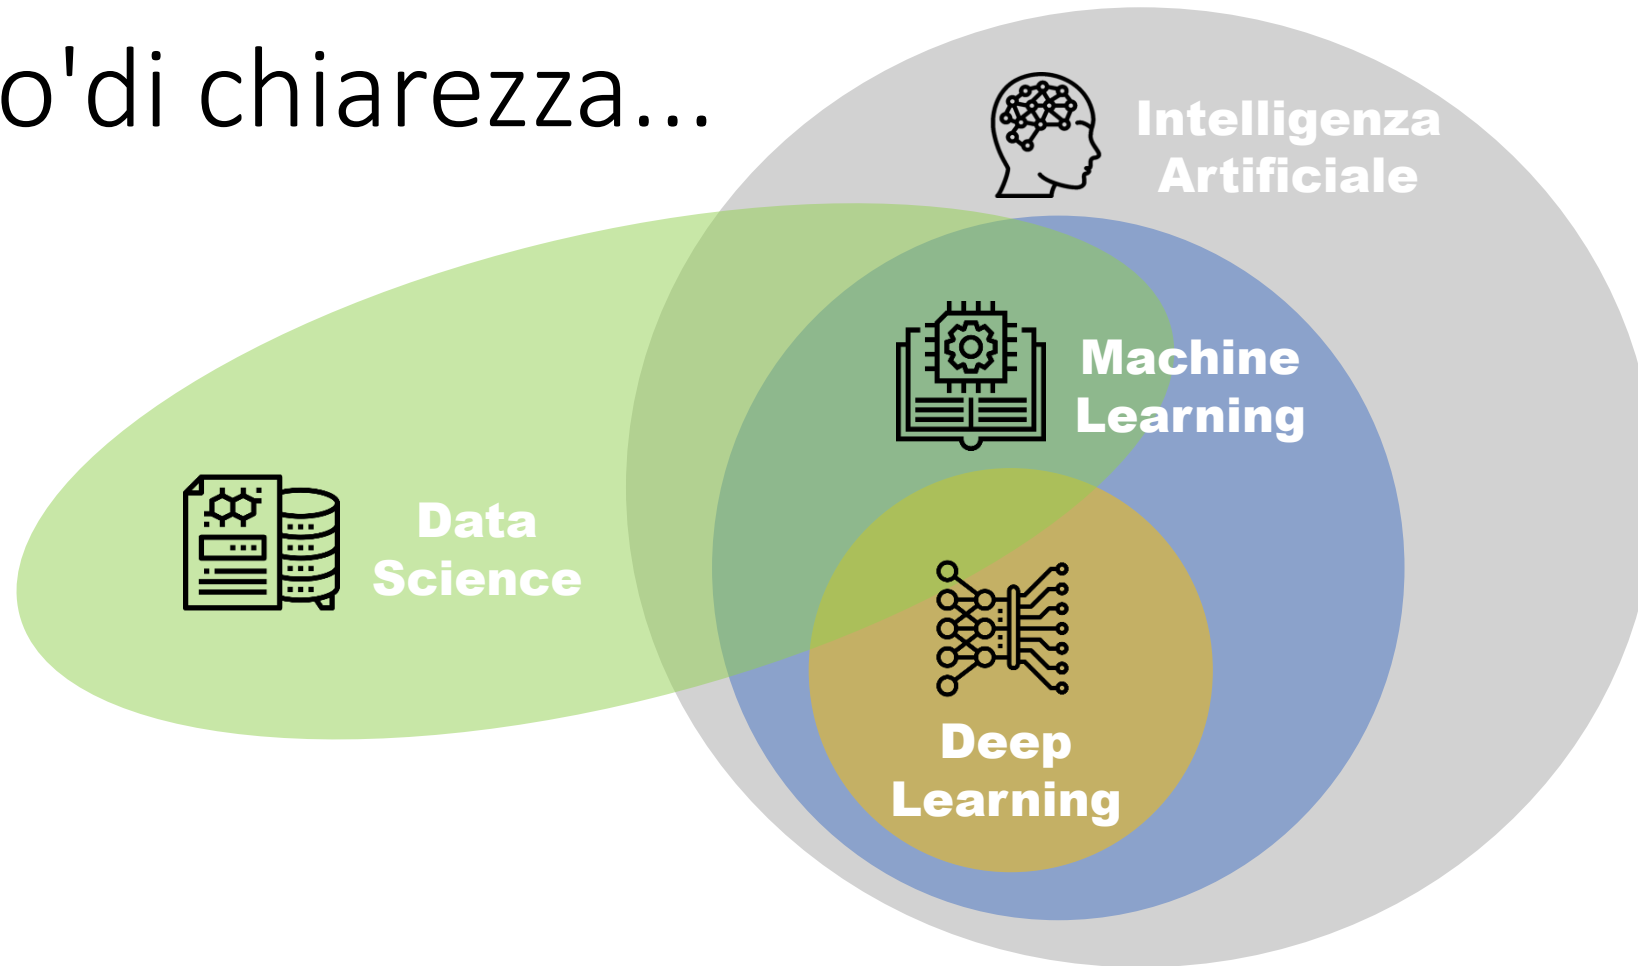 o'di chiarezza...
Intelligenza
Artificiale
Machine
Learning
Data
Science
Deep
Learning